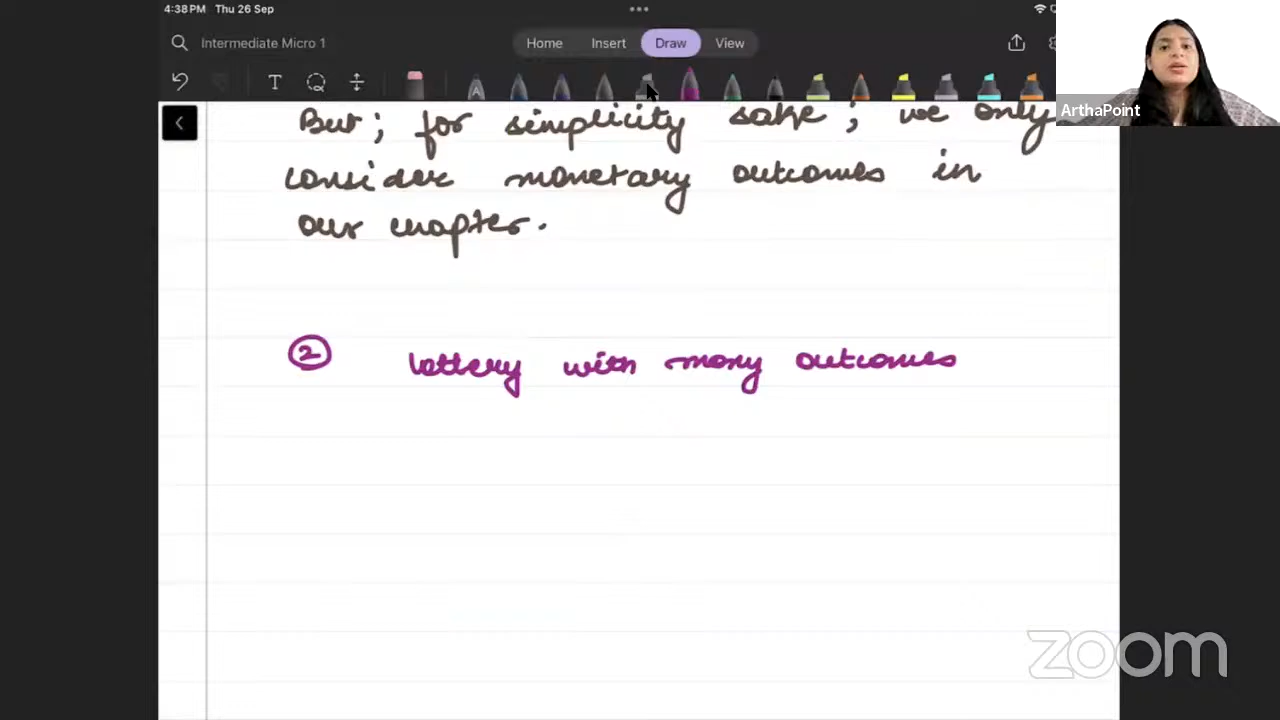 4:38 PM Thu 26 Sep
Intermediate Micro 1
Home Insert Draw View
T
A
ArthaPoint
But; for simplicity sake; we only
consider monetary outcomes in
our chapter.
2 lottery with many outcomes
zoom